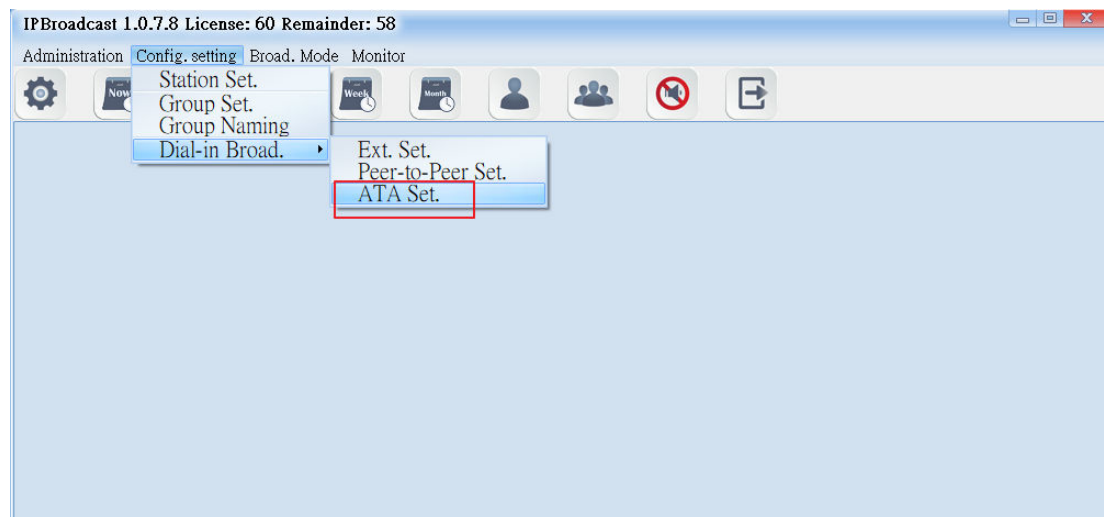 IPBroadcast 1.0.7.8 License: 60 Remainder: 58
Administration Config. setting Broad. Mode Monitor
Now
Week
Month
Station Set.
Group Set.
Group Naming
Dial-in Broad.
Ext. Set.
Peer-to-Peer Set.
ATA Set.